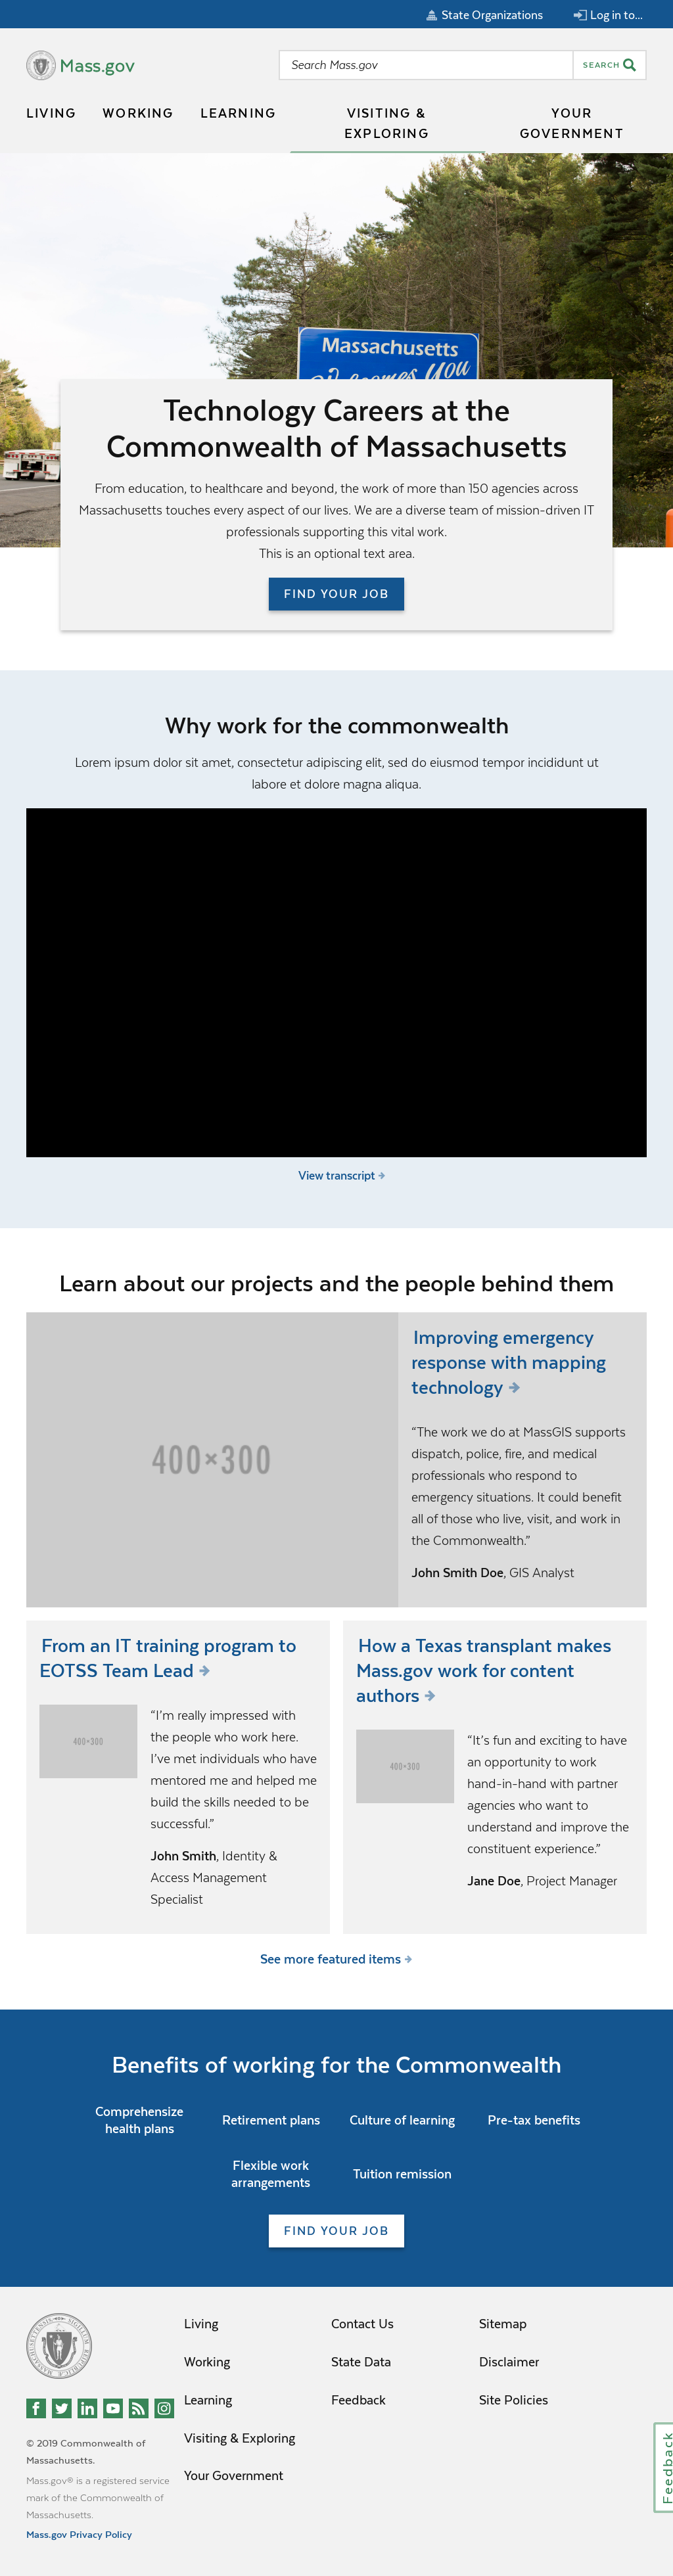 State Organizations
Log in to...
Mass.gov
Search Mass.gov
SEARCH
LIVING
WORKING
LEARNING
VISITING &
EXPLORING
YOUR
GOVERNMENT
Massachusetts
Welcomes You
Technology Careers at the
Commonwealth of Massachusetts
From education, to healthcare and beyond, the work of more than 150 agencies across
Massachusetts touches every aspect of our lives. We are a diverse team of mission-driven IT
professionals supporting this vital work.
This is an optional text area.
FIND YOUR JOB
Why work for the commonwealth
Lorem ipsum dolor sit amet, consectetur adipiscing elit, sed do eiusmod tempor incididunt ut
labore et dolore magna aliqua.
View transcript
Learn about our projects and the people behind them
400×300
Improving emergency
response with mapping
technology
“The work we do at MassGIS supports
dispatch, police, fire, and medical
professionals who respond to
emergency situations. It could benefit
all of those who live, visit, and work in
the Commonwealth.”
John Smith Doe, GIS Analyst
From an IT training program to
EOTSS Team Lead
400×300
“I’m really impressed with
the people who work here.
I’ve met individuals who have
mentored me and helped me
build the skills needed to be
successful.”
John Smith, Identity &
Access Management
Specialist
How a Texas transplant makes
Mass.gov work for content
authors
400×300
“It’s fun and exciting to have
an opportunity to work
hand-in-hand with partner
agencies who want to
understand and improve the
constituent experience.”
Jane Doe, Project Manager
See more featured items
Benefits of working for the Commonwealth
Comprehensize
health plans
Retirement plans
Culture of learning
Pre-tax benefits
Flexible work
arrangements
Tuition remission
FIND YOUR JOB
Living
Working
Learning
Visiting & Exploring
Your Government
Contact Us
State Data
Feedback
Sitemap
Disclaimer
Site Policies
© 2019 Commonwealth of
Massachusetts.
Mass.gov® is a registered service
mark of the Commonwealth of
Massachusetts.
Mass.gov Privacy Policy
Feedback